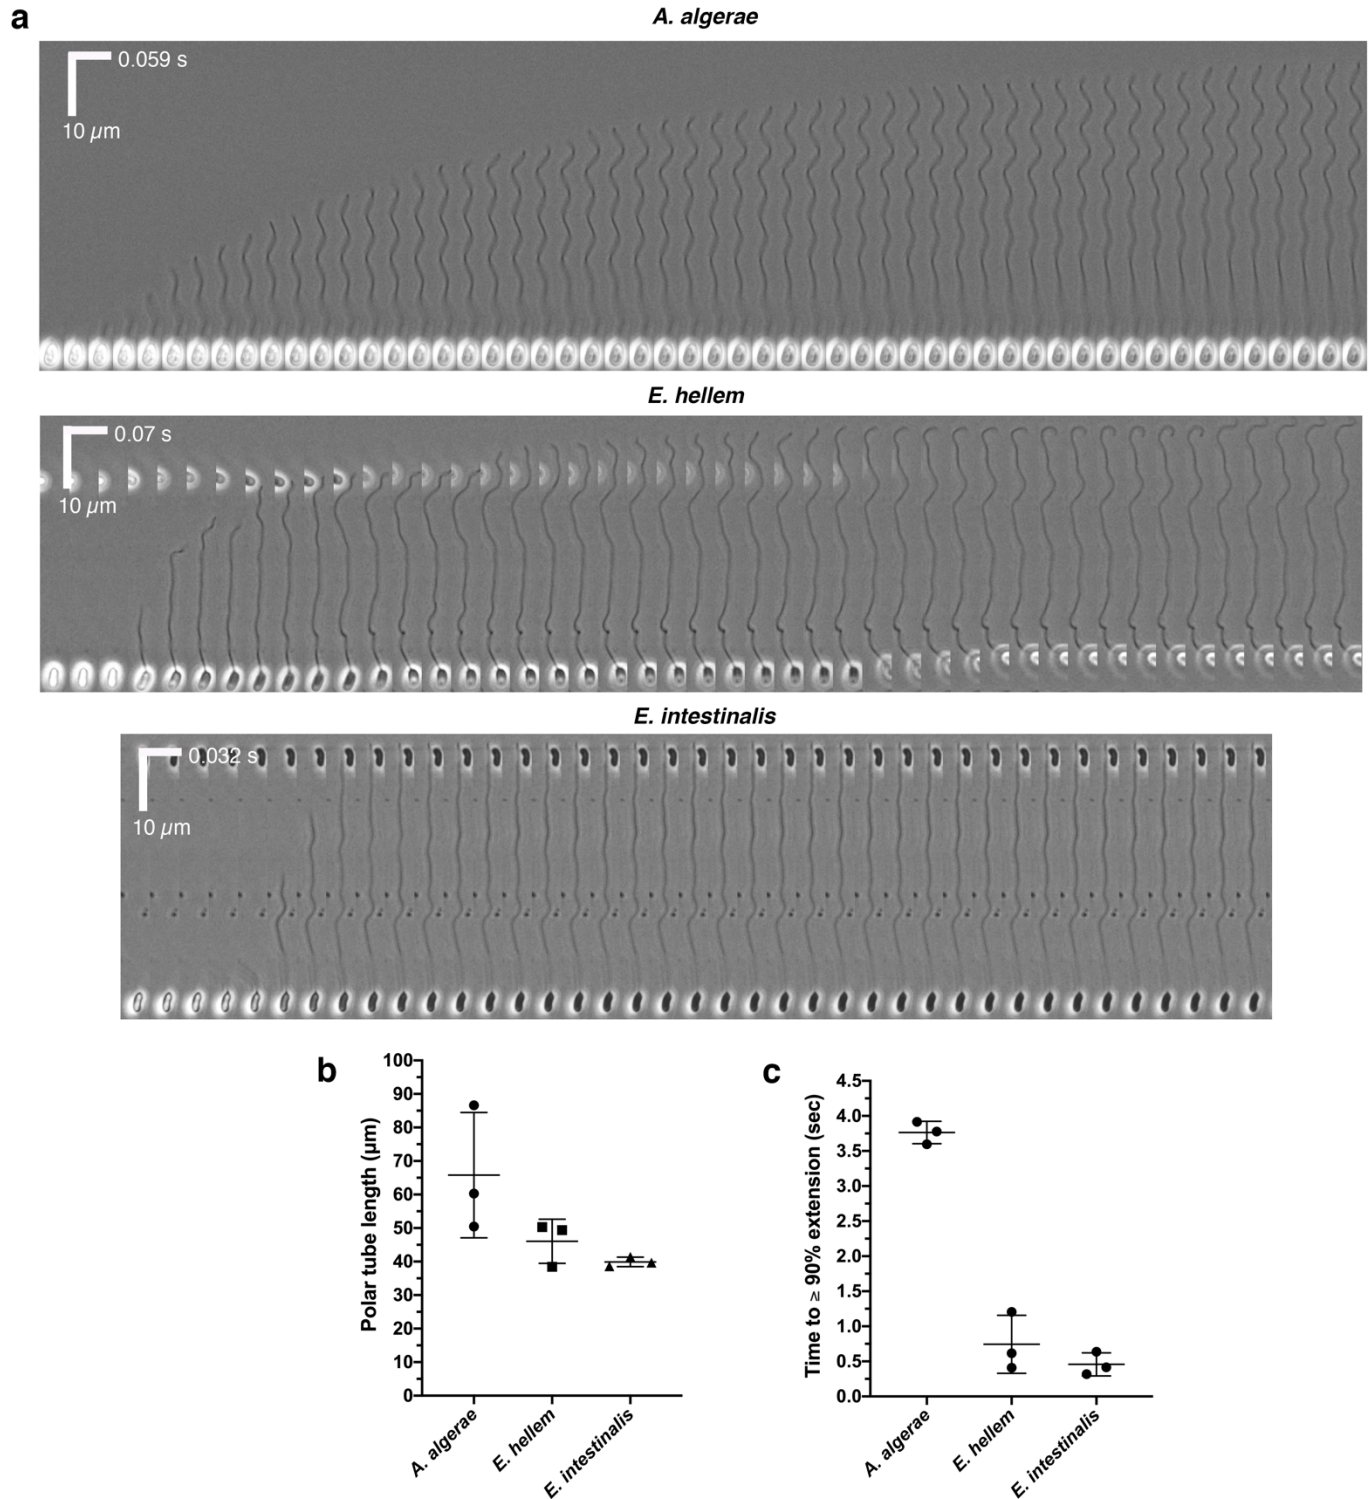 a
A. algerae
0.059 s
10 µm
E. hellem
0.07 s
10 µm
E. intestinalis
0.032 s
10 µm
b
100
90
80
70
60
50
40
30
20
10
0
Polar tube length (µm)
A. algerae
E. hellem
E. intestinalis
c
4.5
4.0
3.5
3.0
2.5
2.0
1.5
1.0
0.5
0.0
Time to ≥ 90% extension (sec)
A. algerae
E. hellem
E. intestinalis